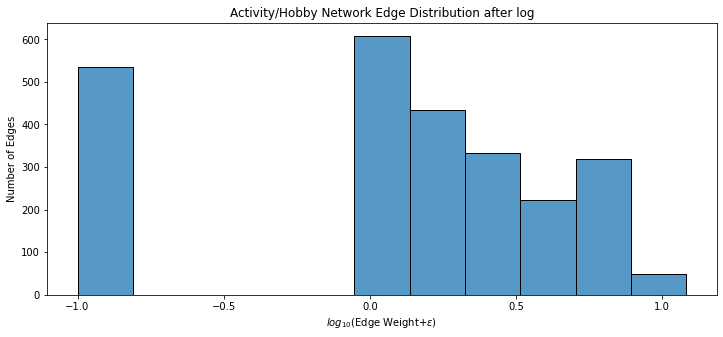 Activity/Hobby Network Edge Distribution after log
Number of Edges
600
500
400
300
200
100
0
−1.0 −0.5 0.0 0.5 1.0
log₁₀(Edge Weight+ε)